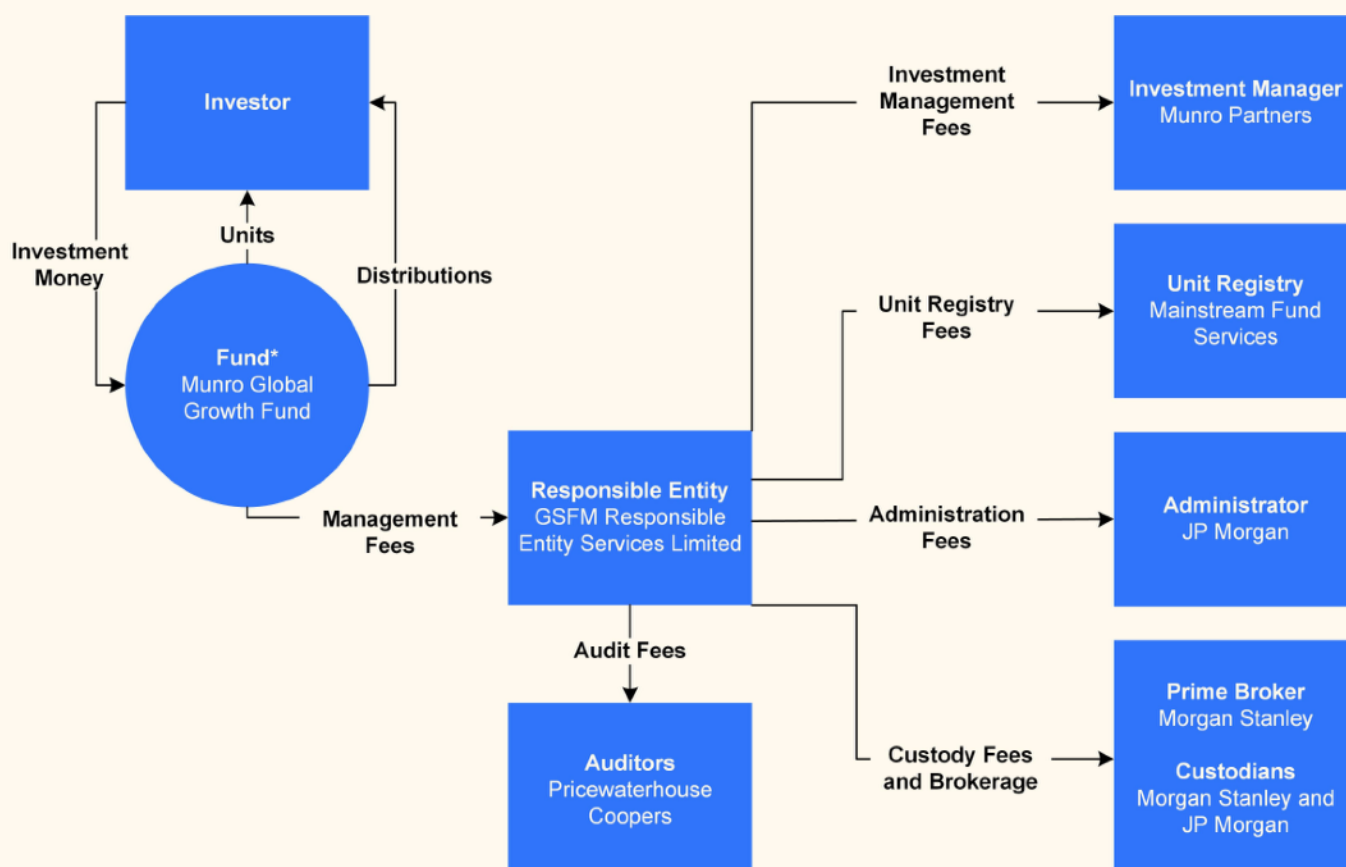 Investor
Investment
Money
Units
Distributions
Fund*
Munro Global
Growth Fund
Management
Fees
Responsible Entity
GSFM Responsible
Entity Services Limited
Audit Fees
Auditors
Pricewaterhouse
Coopers
Investment
Management
Fees
Investment Manager
Munro Partners
Unit Registry
Fees
Unit Registry
Mainstream Fund
Services
Administration
Fees
Administrator
JP Morgan
Custody Fees
and Brokerage
Prime Broker
Morgan Stanley
Custodians
Morgan Stanley and
JP Morgan